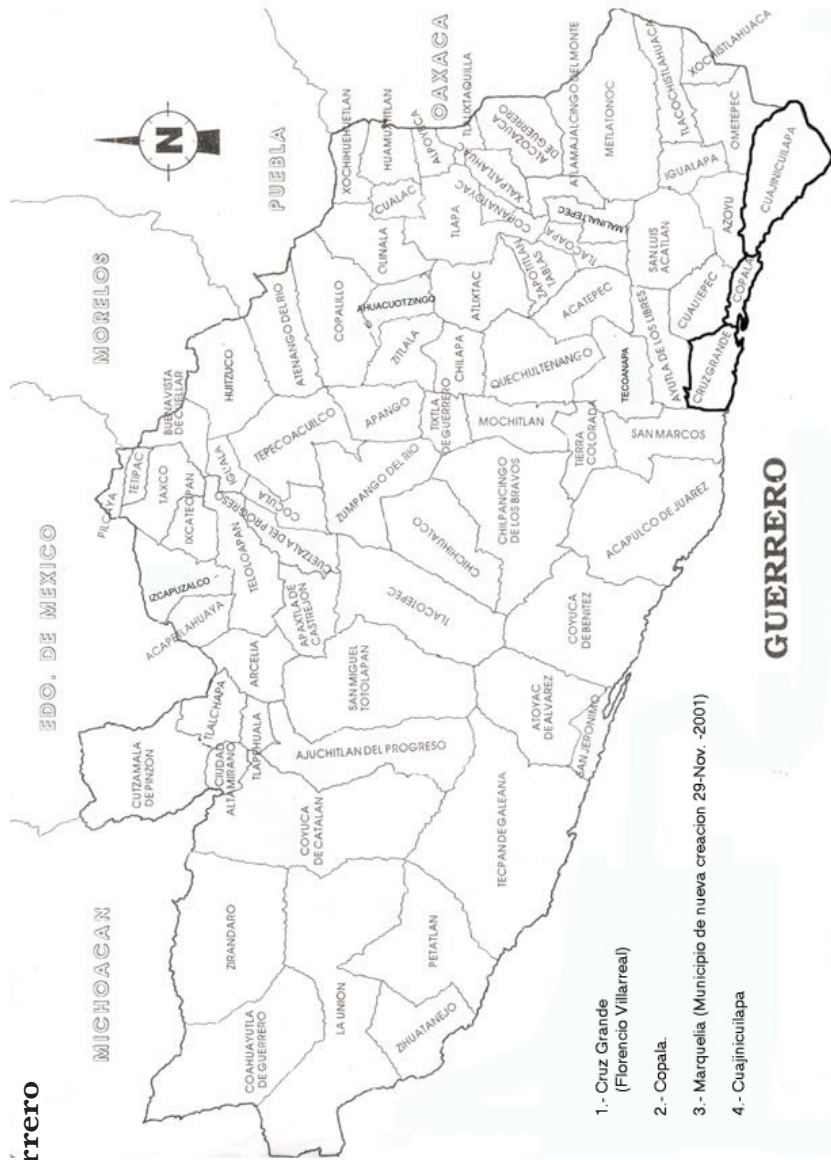 rrero
MICHOACAN
EDO. DE MEXICO
MORELOS
PUEBLA
OAXACA
N
COAHUAYUTLA
DE GUERRERO
ZIRANDARO
LA UNION
ZIHUATANEJO
PETATLAN
COYUCA
DE CATALAN
CUTZAMALA
DE PINZON
TLALCHAPA
CIUDAD
ALTAMIRANO
TLAPEHUALA
AJUCHITLAN DEL PROGRESO
TECPAN DE GALEANA
ARCELIA
SAN MIGUEL
TOTOLAPAN
ATOYAC
DE ALVAREZ
SAN JERONIMO
ACAPETLAHUAYA
IZCAPUZALCO
TELOLOAPAN
APAXTLA DE
CASTREJON
TLACOTEPEC
COYUCA
DE BENITEZ
PILCAYA
TETIPAC
TAXCO
IXCATEOPAN
IGUALA
COCULA
CUETZALA DEL PROGRESO
BUENAVISTA
DE CUELLAR
HUITZUCO
TEPECOACUILCO
ZUMPANGO DEL RIO
CHICHIHUALCO
CHILPANCINGO
DE LOS BRAVOS
ACAPULCO DE JUAREZ
ATENANGO DEL RIO
APANGO
TIXTLA
DE GUERRERO
MOCHITLAN
TIERRA
COLORADA
SAN MARCOS
COPALILLO
AHUACUOTZINGO
ZITLALA
CHILAPA
QUECHULTENANGO
TECOANAPA
AYUTLA DE LOS LIBRES
CRUZ GRANDE
OLINALA
CUALAC
XOCHIHUEHUETLAN
HUAMUXTITLAN
ALPOYECA
TLALIXTAQUILLA
TLAPA
ATLIXTAC
COPANATOYAC
XALPATLAHUAC
ALCOZAUCA
DE GUERRERO
ZAPOTITLAN
TABLAS
TLACOAPA
MALINALTEPEC
ACATEPEC
ATLAMAJALCINGO DEL MONTE
METLATONOC
SAN LUIS
ACATLAN
CUAUTEPEC
COPALA
AZOYU
IGUALAPA
OMETEPEC
TLACOCHISTLAHUACA
XOCHISTLAHUACA
CUAJINICUILAPA
GUERRERO
1.- Cruz Grande
(Florencio Villarreal)
2.- Copala.
3.- Marquelia (Municipio de nueva creacion 29-Nov. -2001)
4.- Cuajinicuilapa